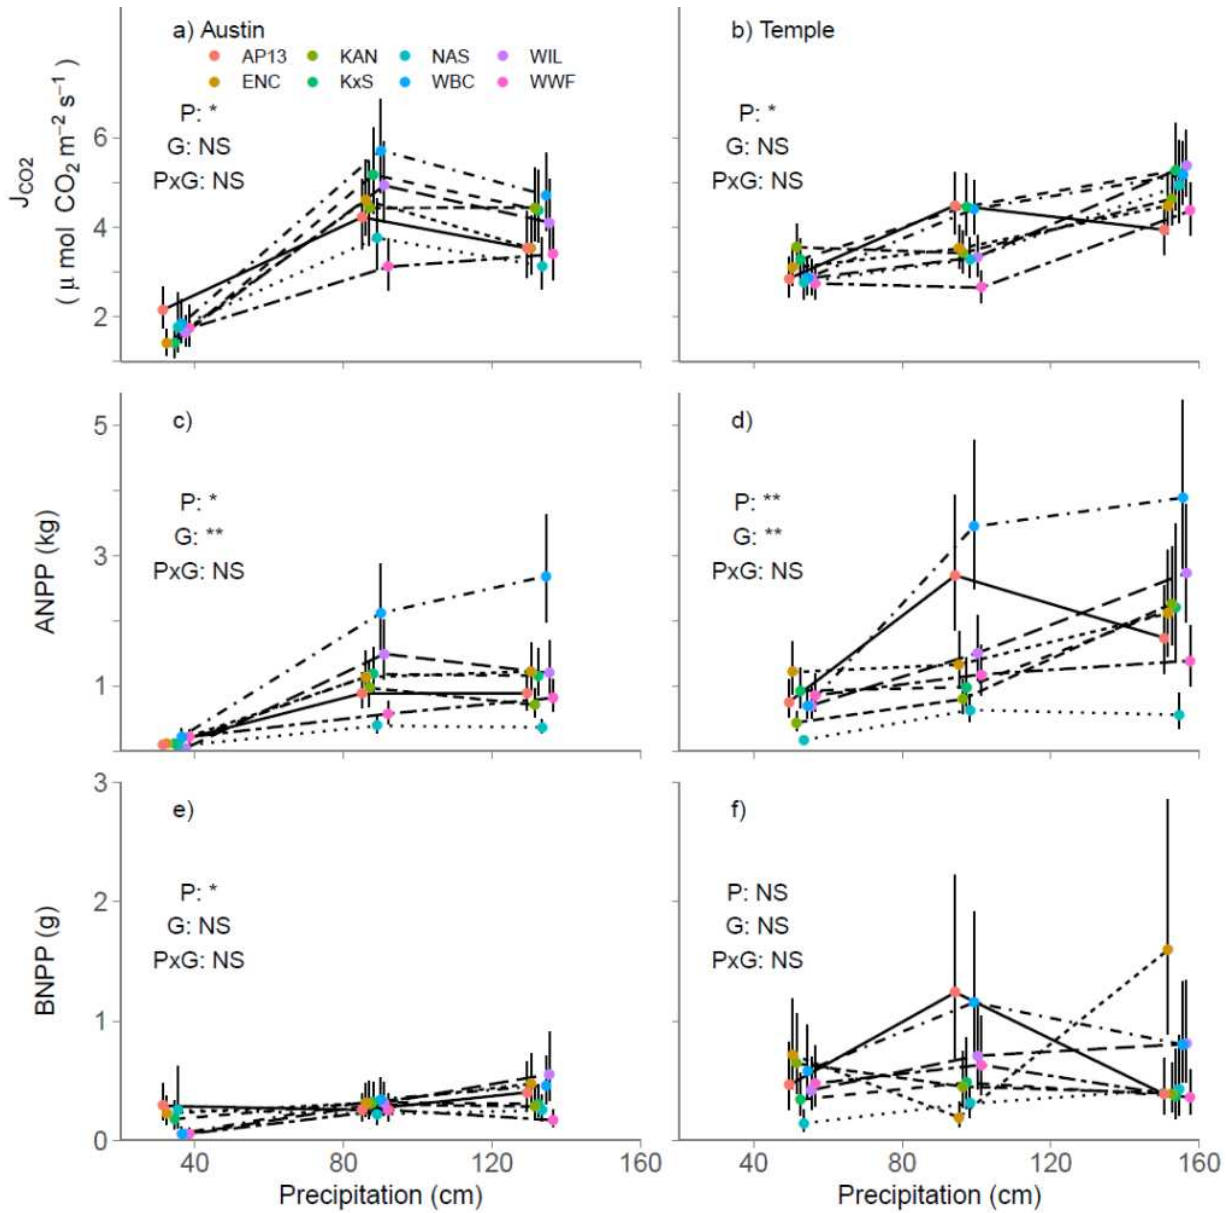 a) Austin
AP13 KAN NAS WIL
ENC KxS WBC WWF
P: *
G: NS
PxG: NS
J_CO2
( μ mol CO₂ m⁻² s⁻¹ )
6
4
2
b) Temple
P: *
G: NS
PxG: NS
c)
P: *
G: **
PxG: NS
ANPP (kg)
5
3
1
d)
P: **
G: **
PxG: NS
e)
P: *
G: NS
PxG: NS
BNPP (g)
3
2
1
0
f)
P: NS
G: NS
PxG: NS
40 80 120 160
Precipitation (cm)
40 80 120 160
Precipitation (cm)